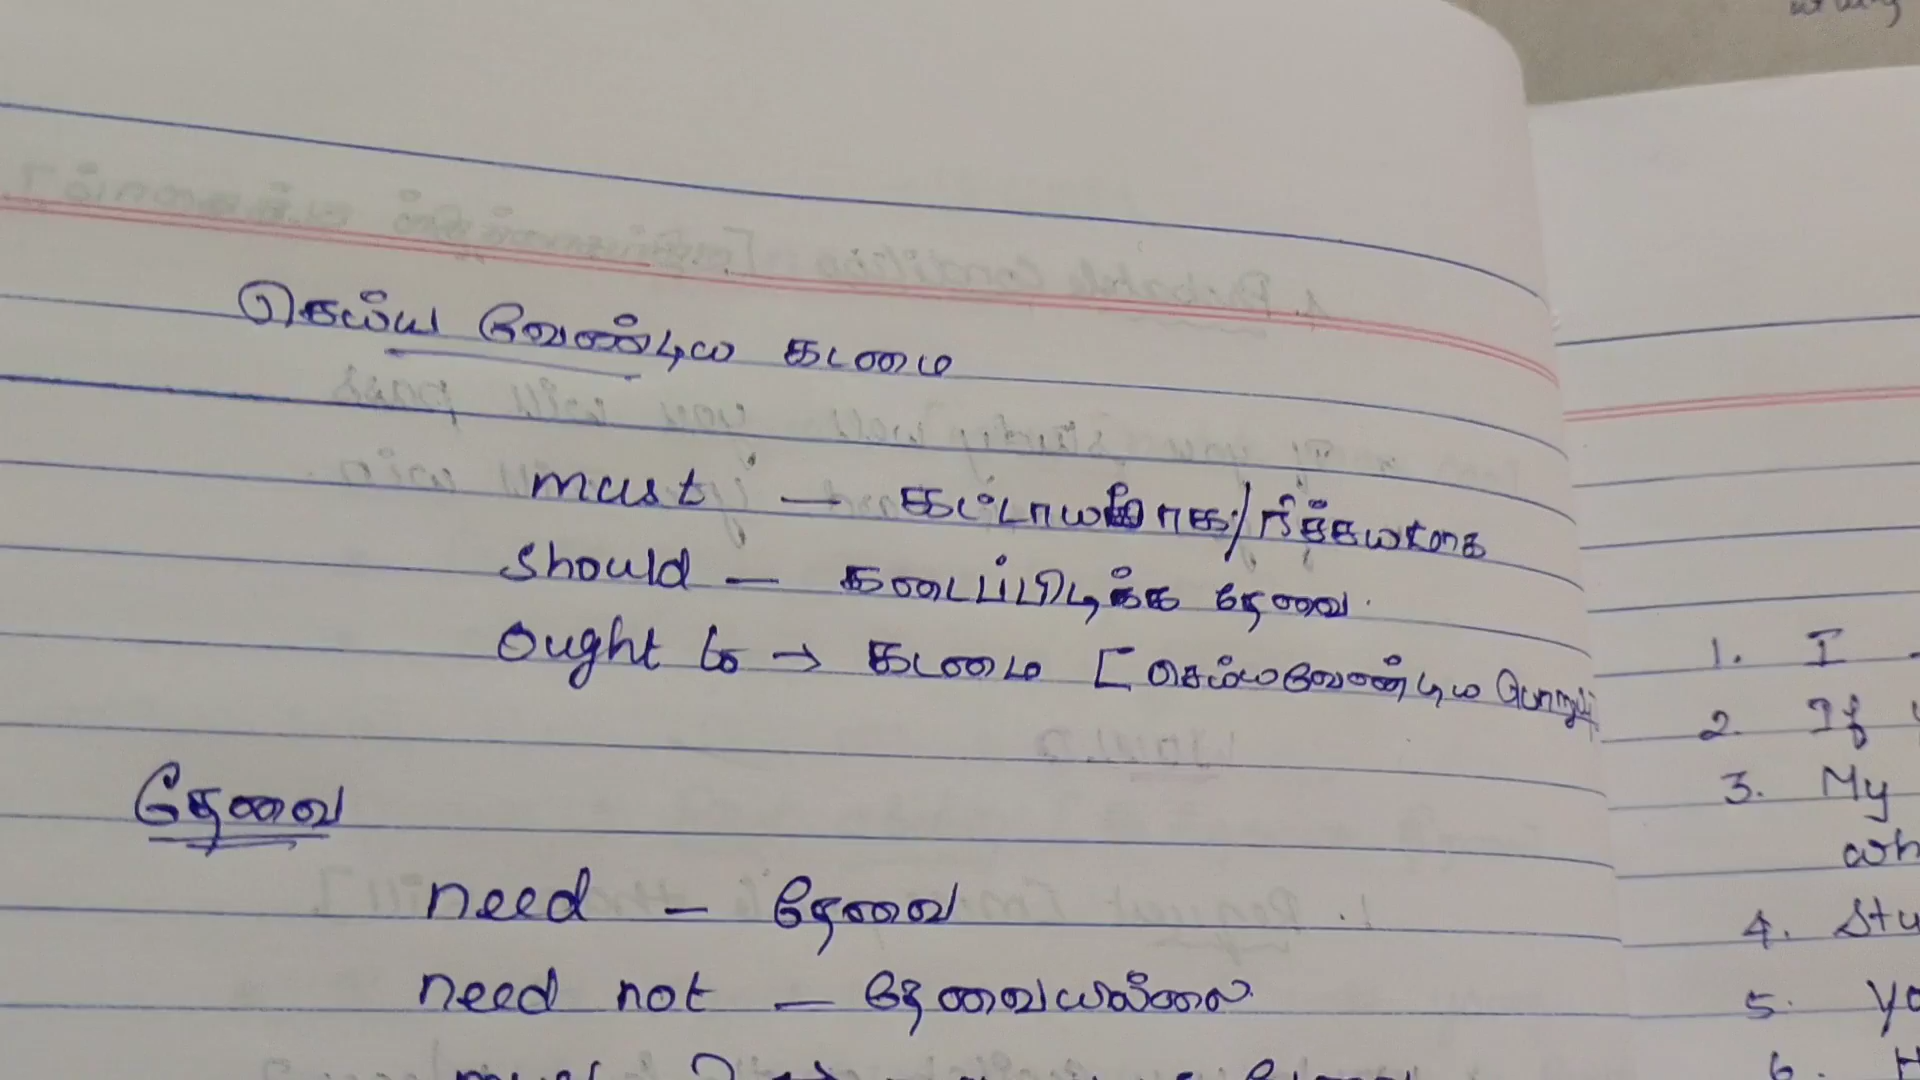 செய்ய வேண்டிய கடமை
must – கட்டாயமாக/நிச்சயமாக
should – கடைப்பிடிக்க தேவை.
ought to → கடமை [செய்யவேண்டிய
தேவை
need – தேவை
need not – தேவையில்லை.
1. I
2. If
3. My
4. Stu
5. Yo
6. H